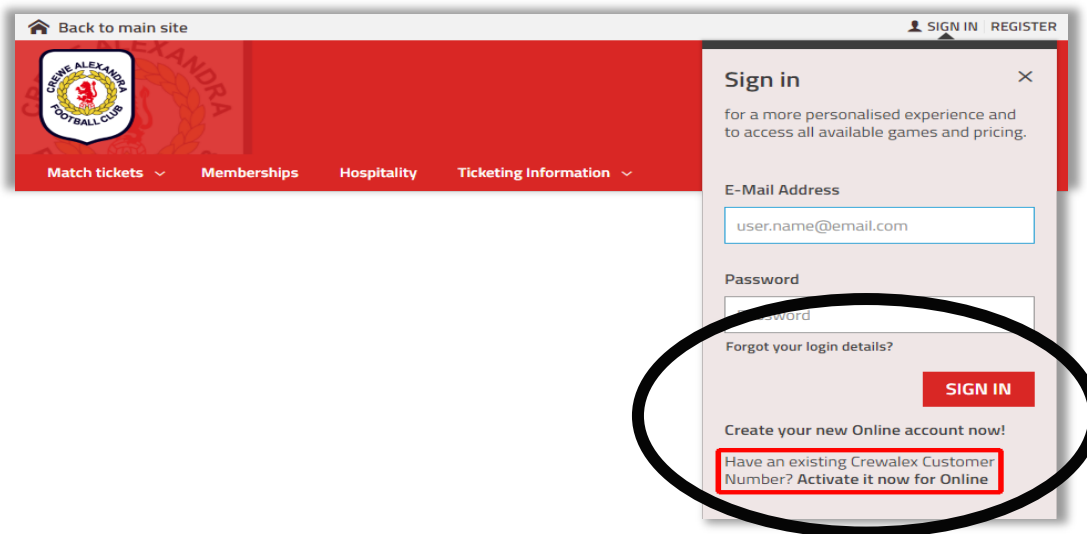 Back to main site
SIGN IN REGISTER
CREWE ALEXANDRA
FOOTBALL CLUB
Match tickets Memberships Hospitality Ticketing Information
Sign in
for a more personalised experience and
to access all available games and pricing.
E-Mail Address
user.name@email.com
Password
Password
Forgot your login details?
SIGN IN
Create your new Online account now!
Have an existing Crewalex Customer
Number? Activate it now for Online